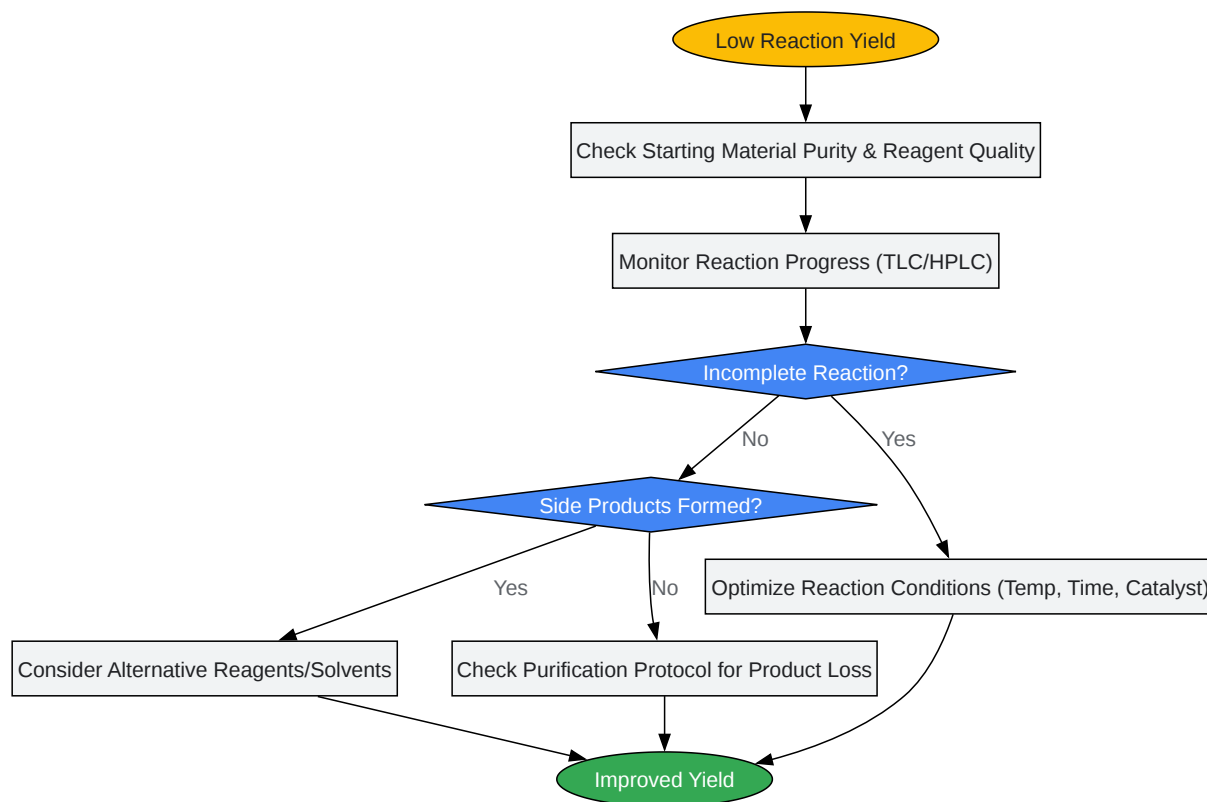 Low Reaction Yield
Check Starting Material Purity & Reagent Quality
Monitor Reaction Progress (TLC/HPLC)
Incomplete Reaction?
No
Yes
Side Products Formed?
Yes
No
Optimize Reaction Conditions (Temp, Time, Catalyst)
Consider Alternative Reagents/Solvents
Check Purification Protocol for Product Loss
Improved Yield